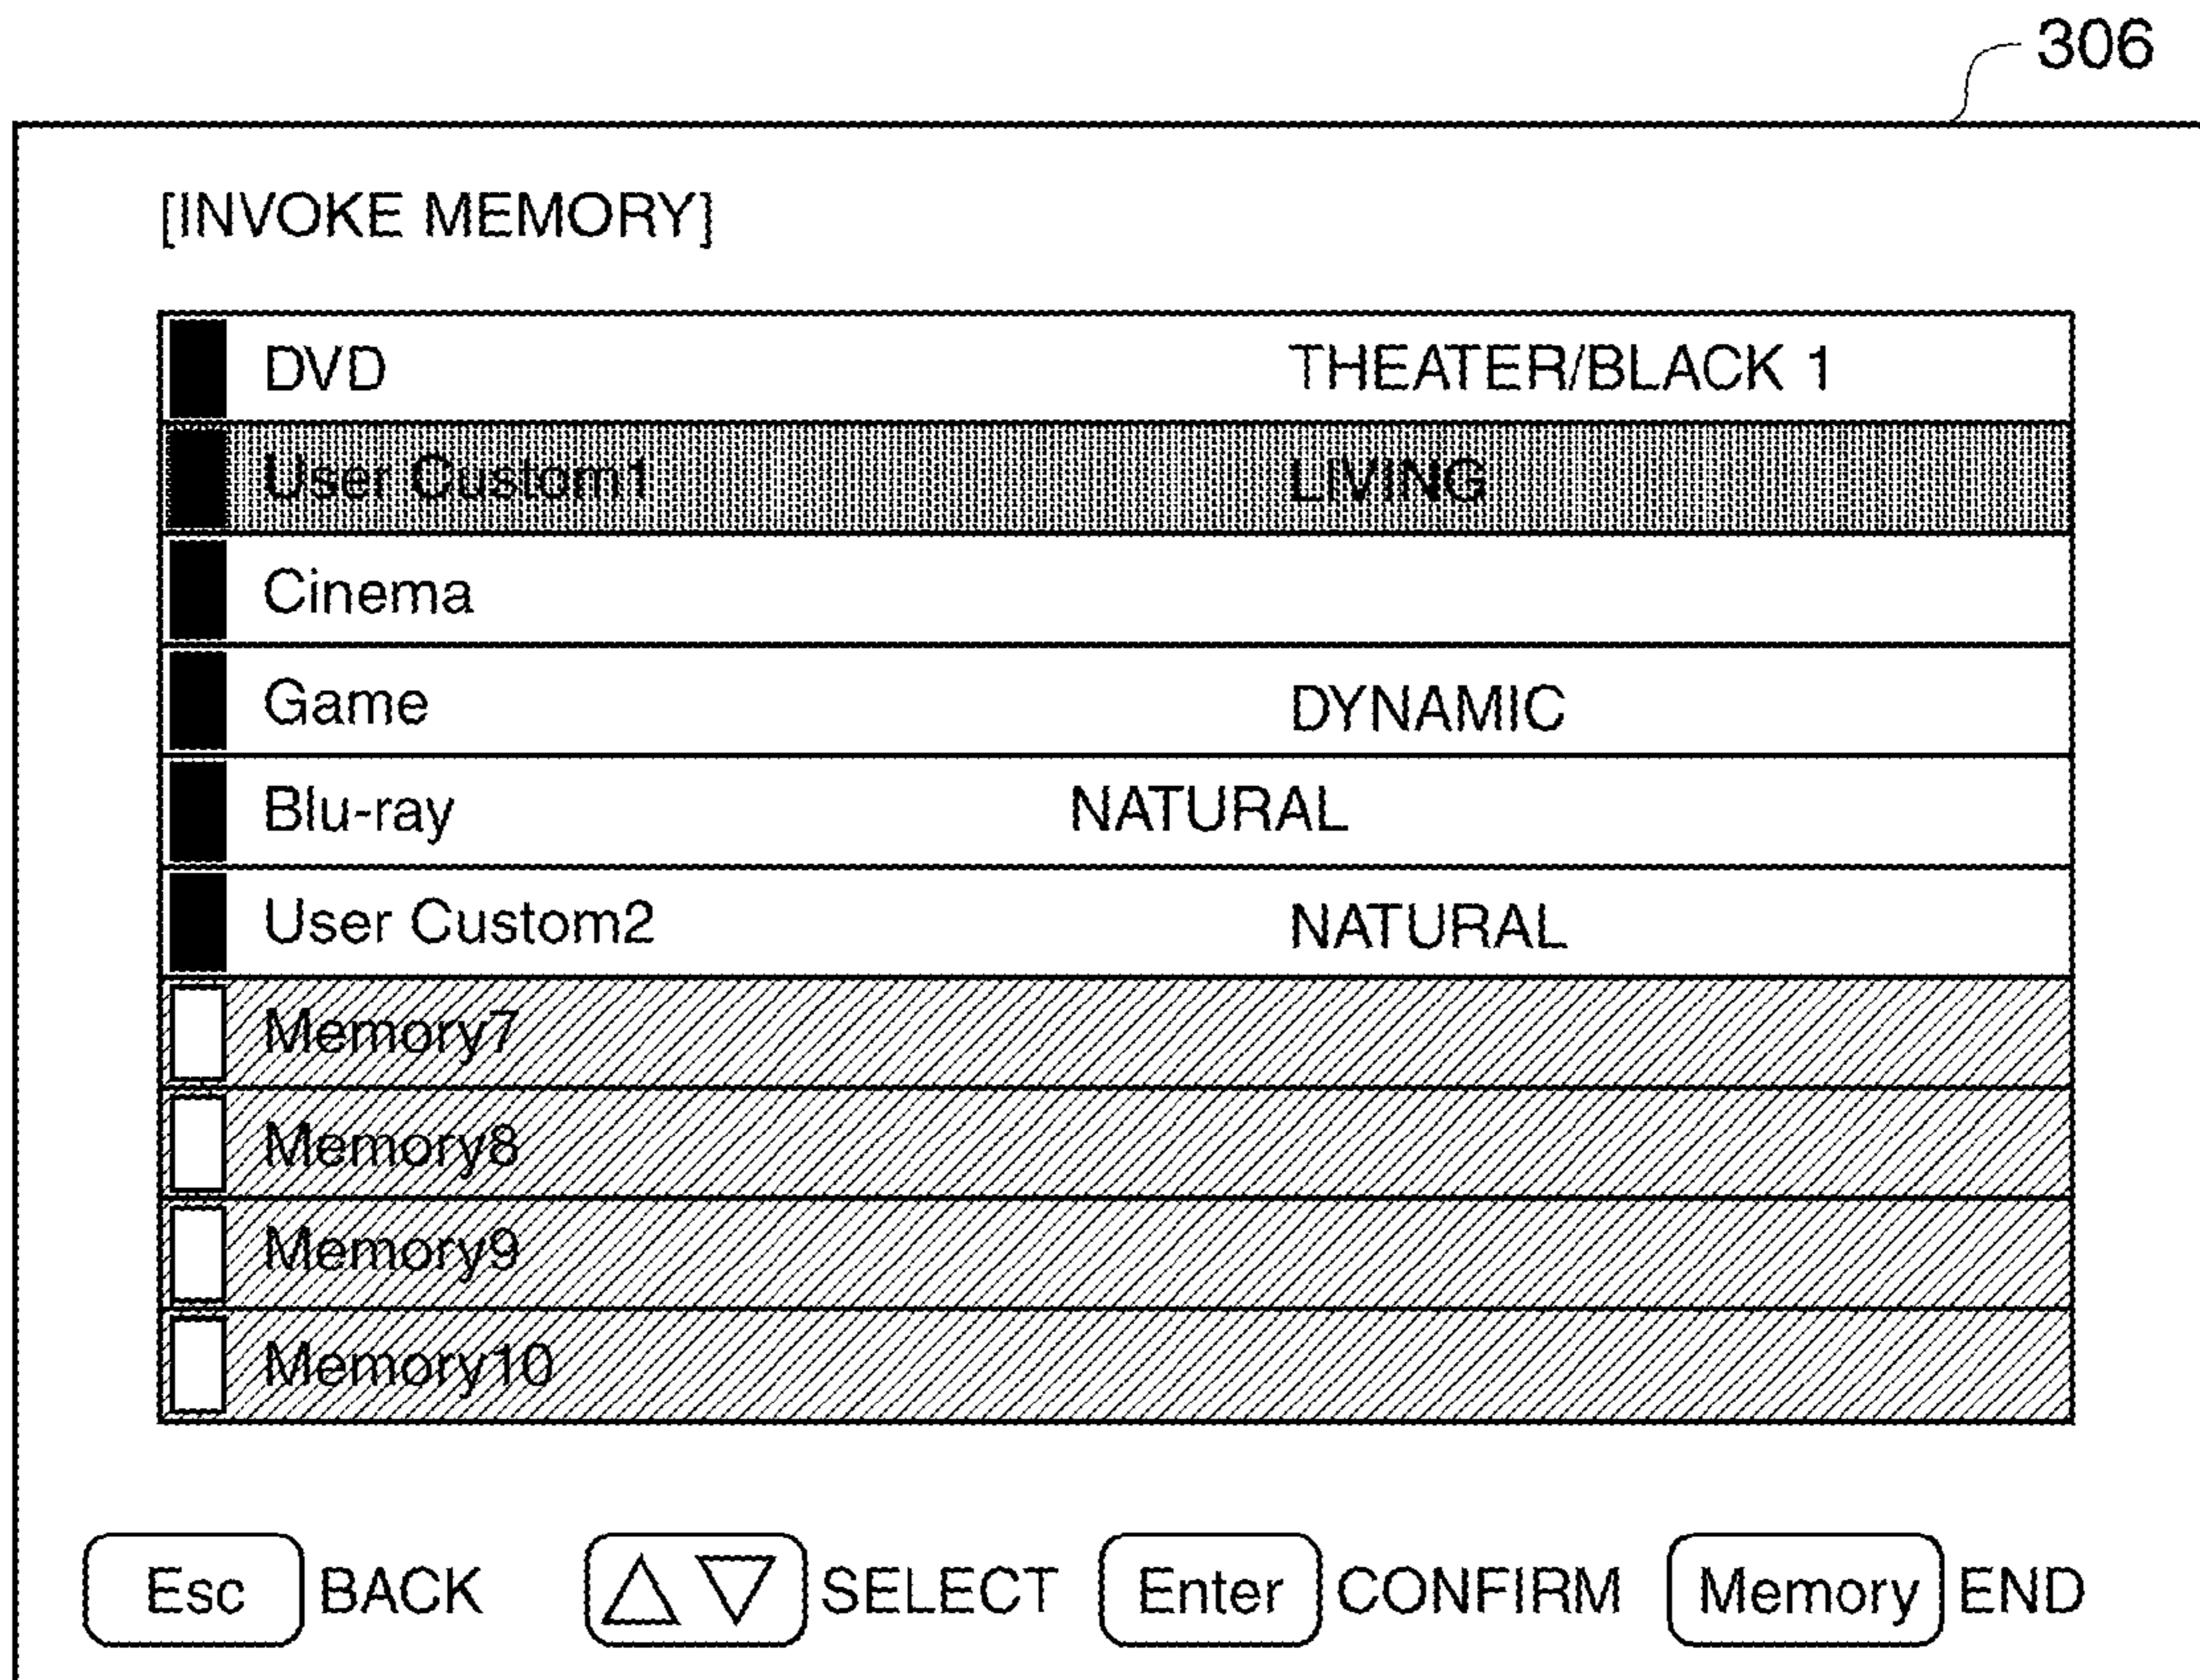 306
[INVOKE MEMORY]
DVD THEATER/BLACK 1
User Custom1 LIVING
Cinema
Game DYNAMIC
Blu-ray NATURAL
User Custom2 NATURAL
Memory7
Memory8
Memory9
Memory10
Esc BACK △▽ SELECT Enter CONFIRM Memory END